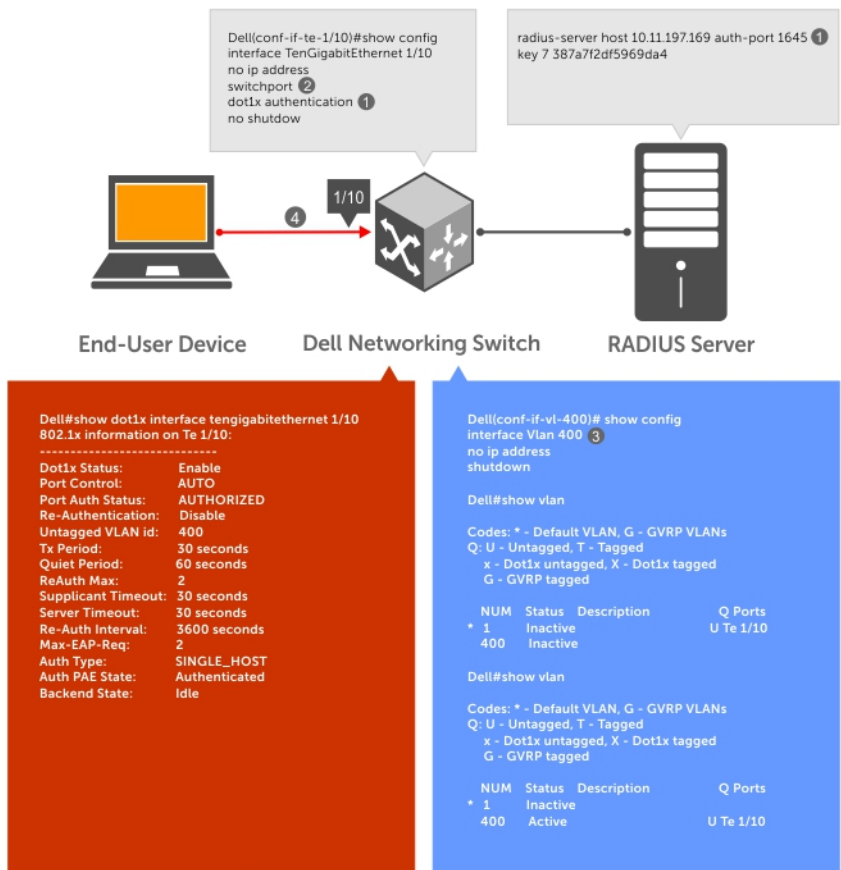 Dell(conf-if-te-1/10)#show config
interface TenGigabitEthernet 1/10
no ip address
switchport 2
dot1x authentication 1
no shutdow
radius-server host 10.11.197.169 auth-port 1645 1
key 7 387a7f2df5969da4
1/10
4
End-User Device
Dell Networking Switch
RADIUS Server
Dell#show dot1x interface tengigabitethernet 1/10
802.1x information on Te 1/10:
-----------------------------
Dot1x Status: Enable
Port Control: AUTO
Port Auth Status: AUTHORIZED
Re-Authentication: Disable
Untagged VLAN id: 400
Tx Period: 30 seconds
Quiet Period: 60 seconds
ReAuth Max: 2
Supplicant Timeout: 30 seconds
Server Timeout: 30 seconds
Re-Auth Interval: 3600 seconds
Max-EAP-Req: 2
Auth Type: SINGLE_HOST
Auth PAE State: Authenticated
Backend State: Idle
Dell(conf-if-vl-400)# show config
interface Vlan 400 3
no ip address
shutdown
Dell#show vlan
Codes: * - Default VLAN, G - GVRP VLANs
Q: U - Untagged, T - Tagged
x - Dot1x untagged, X - Dot1x tagged
G - GVRP tagged
NUM Status Description Q Ports
* 1 Inactive U Te 1/10
400 Inactive
Dell#show vlan
Codes: * - Default VLAN, G - GVRP VLANs
Q: U - Untagged, T - Tagged
x - Dot1x untagged, X - Dot1x tagged
G - GVRP tagged
NUM Status Description Q Ports
* 1 Inactive
400 Active U Te 1/10